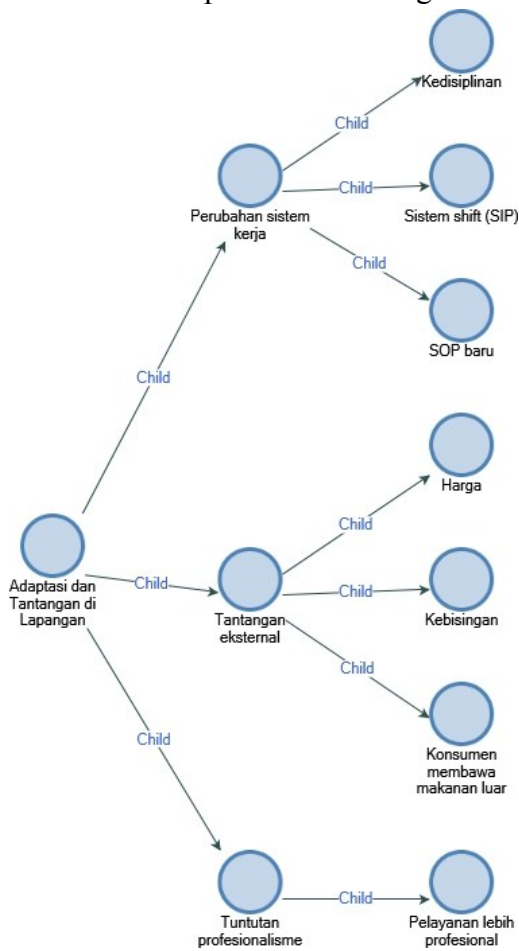 Kedisiplinan
Child
Child
Sistem shift (SIP)
Perubahan sistem
kerja
Child
SOP baru
Child
Harga
Child
Adaptasi dan
Tantangan di
Lapangan
Child
Tantangan
eksternal
Child
Kebisingan
Child
Konsumen
membawa
makanan luar
Child
Tuntutan
profesionalisme
Child
Pelayanan lebih
profesional